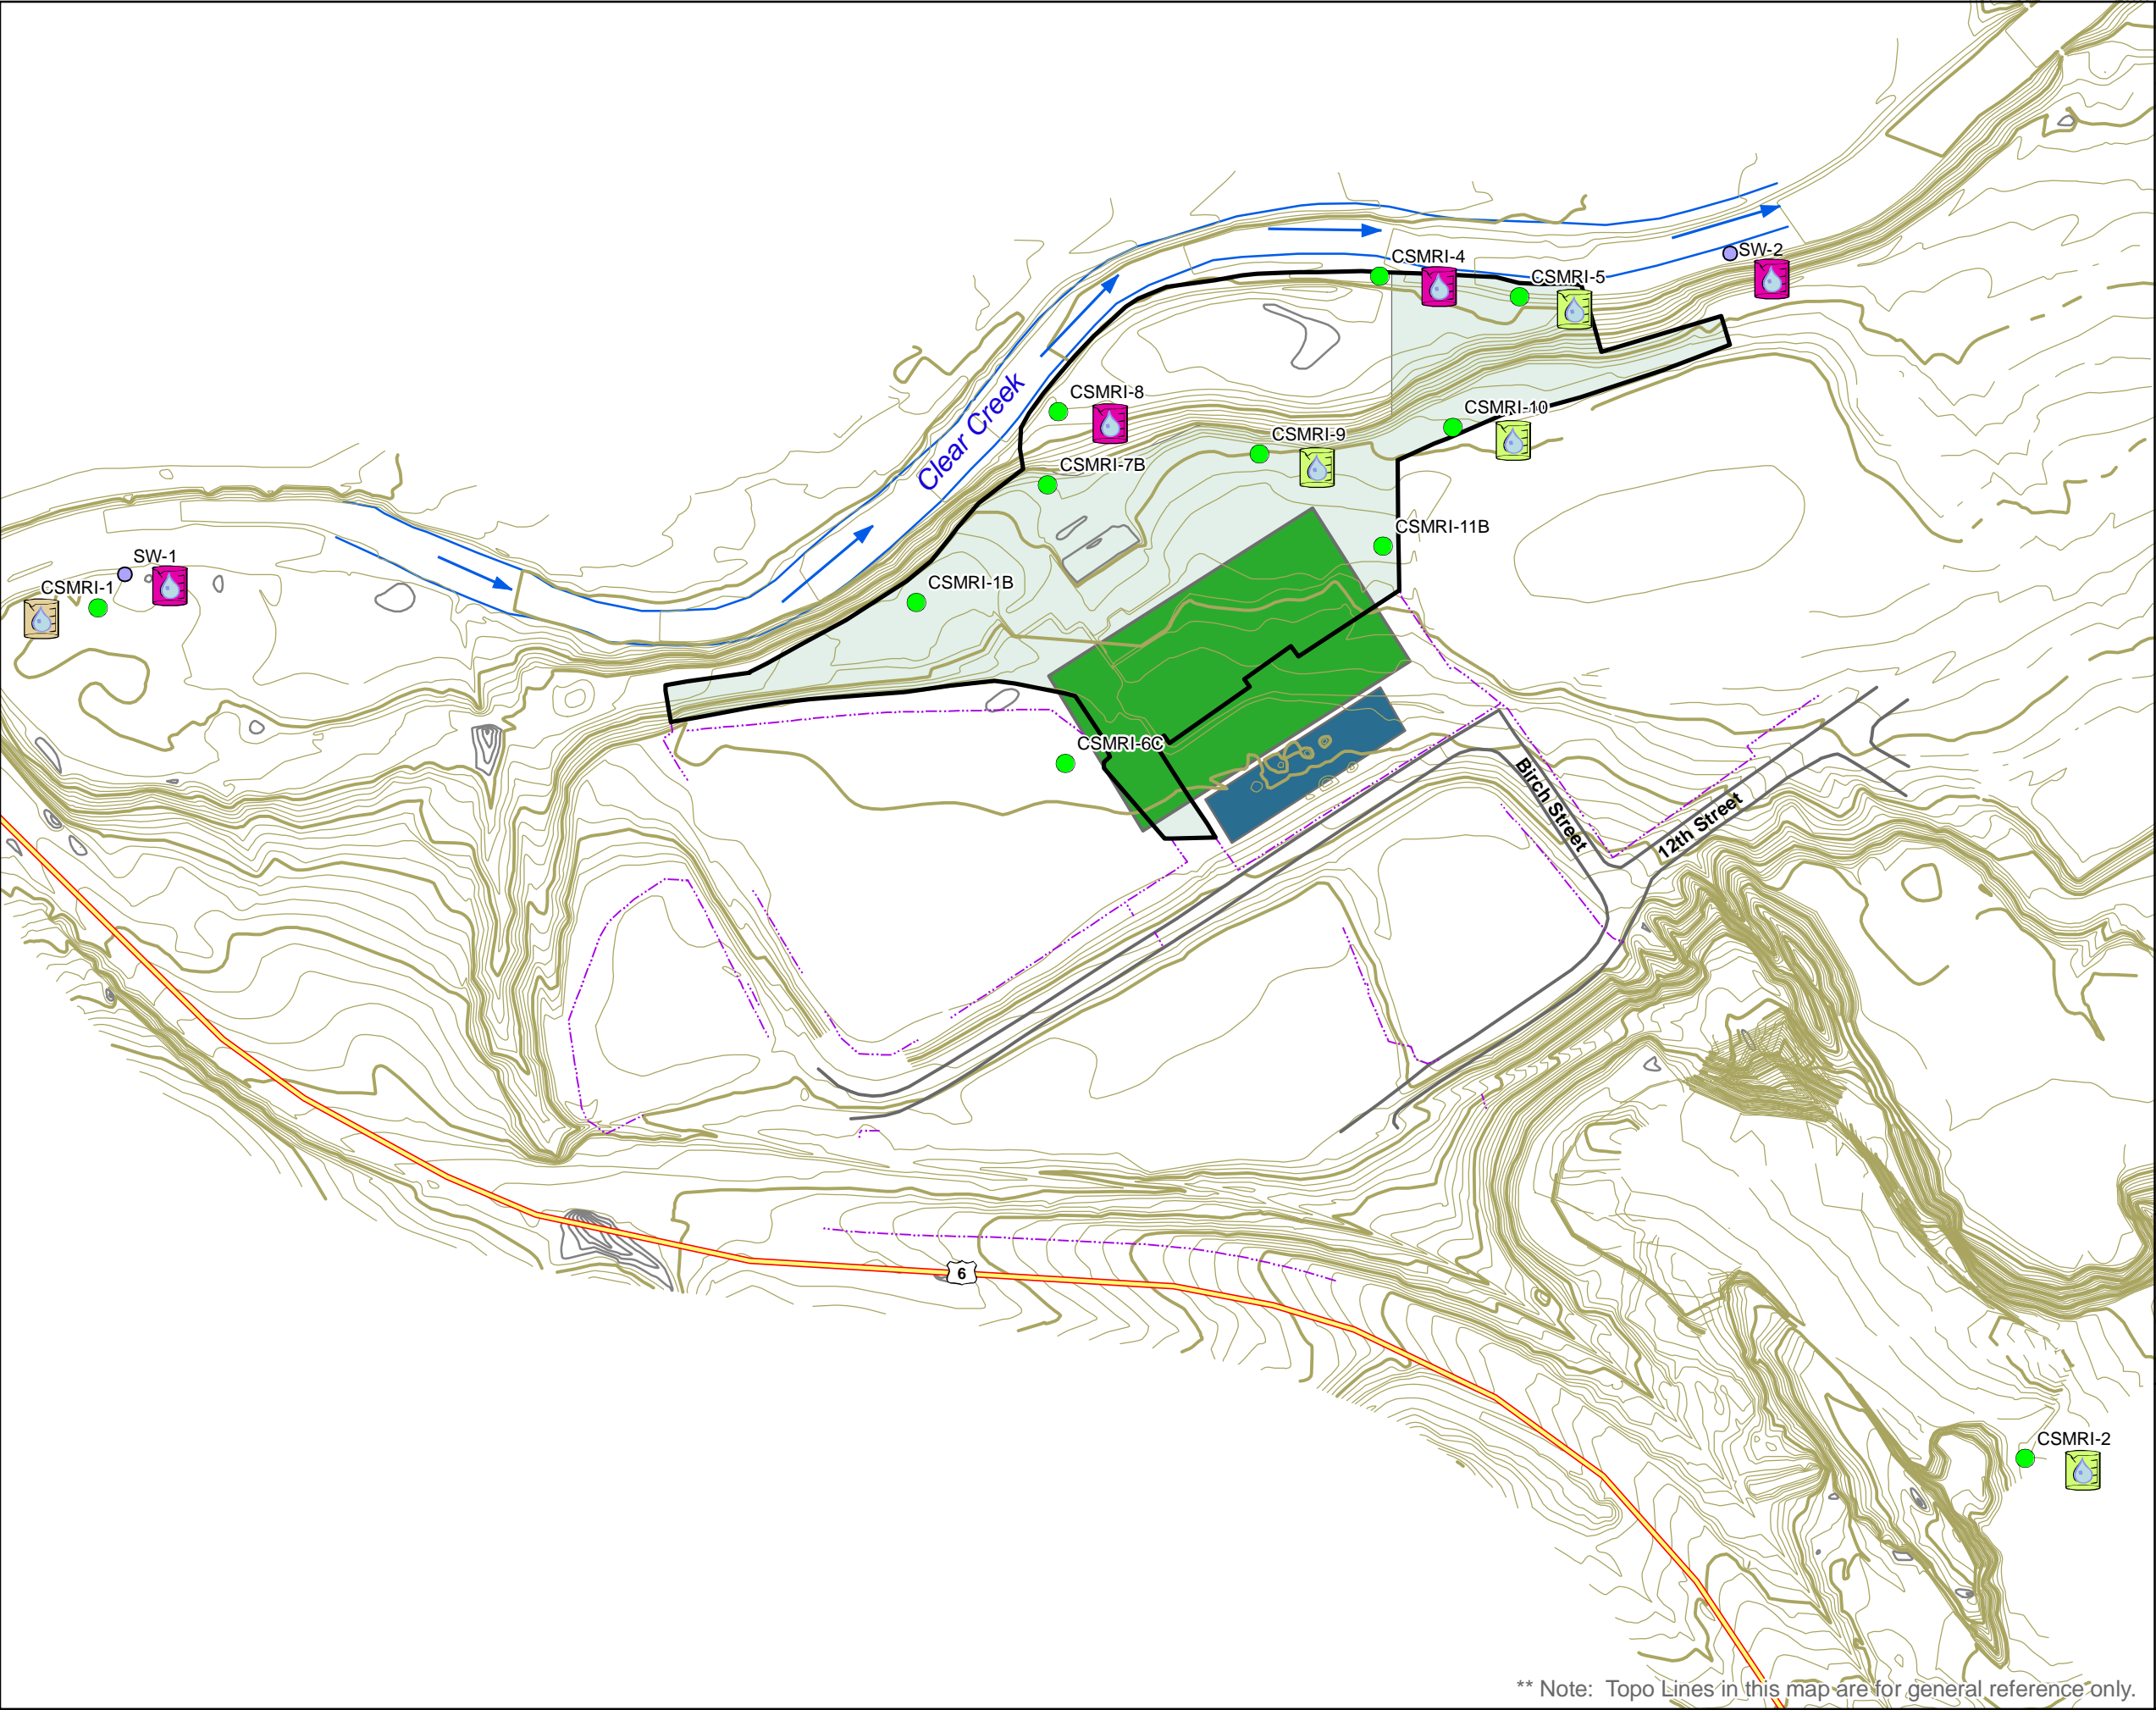 SW-2
CSMRI-4
CSMRI-5
Clear Creek
CSMRI-8
CSMRI-10
CSMRI-9
CSMRI-7B
CSMRI-11B
SW-1
CSMRI-1
CSMRI-1B
CSMRI-6C
Birch Street
12th Street
6
CSMRI-2
** Note: Topo Lines in this map are for general reference only.